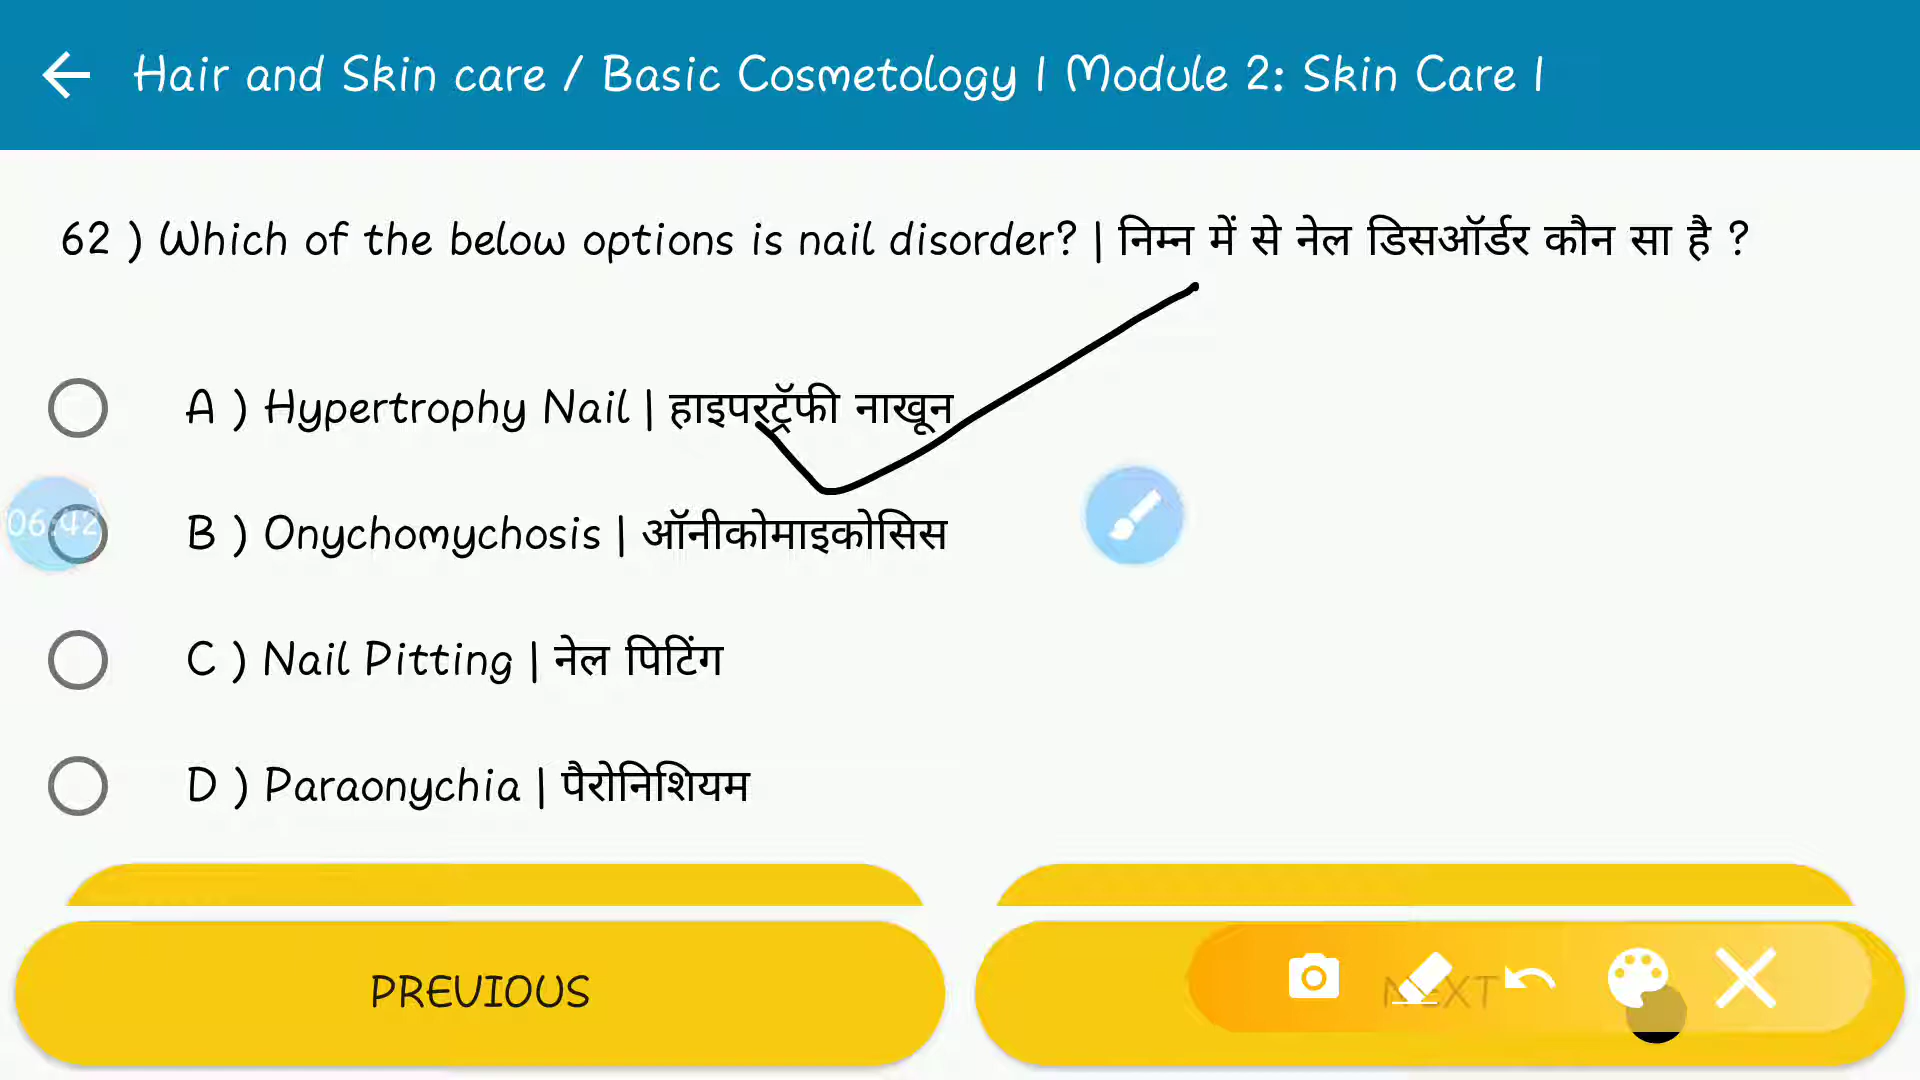 Hair and Skin care / Basic Cosmetology I Module 2: Skin Care I
62 ) Which of the below options is nail disorder? | निम्न में से नेल डिसऑर्डर कौन सा है ?
A ) Hypertrophy Nail | हाइपरट्रॅफी नाखून
06:42
B ) Onychomychosis | ऑनीकोमाइकोसिस
C ) Nail Pitting | नेल पिटिंग
D ) Paraonychia | पैरोनिशियम
PREVIOUS
NEXT